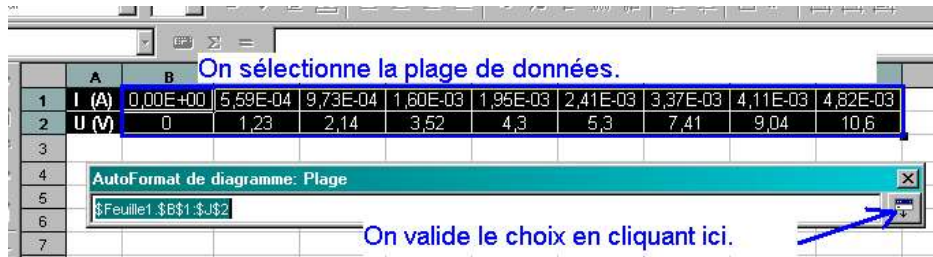 On sélectionne la plage de données.
A B
1 I (A) 0,00E+00 5,59E-04 9,73E-04 1,60E-03 1,95E-03 2,41E-03 3,37E-03 4,11E-03 4,82E-03
2 U (V) 0 1,23 2,14 3,52 4,3 5,3 7,41 9,04 10,6
3
4 AutoFormat de diagramme: Plage
5 $Feuille1.$B$1:$J$2
6
On valide le choix en cliquant ici.
7